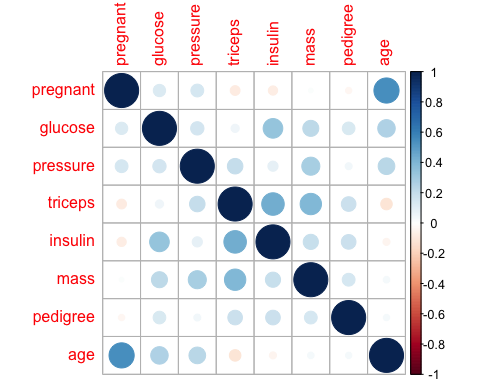 pregnant glucose pressure triceps insulin mass pedigree age
pregnant
glucose
pressure
triceps
insulin
mass
pedigree
age
1
0.8
0.6
0.4
0.2
0
-0.2
-0.4
-0.6
-0.8
-1